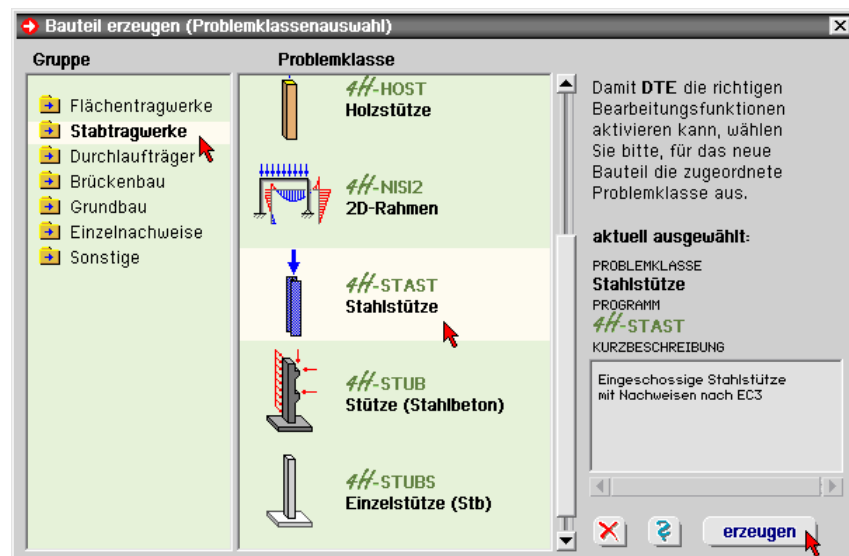 Bauteil erzeugen (Problemklassenauswahl)
Gruppe
Flächentragwerke
Stabtragwerke
Durchlaufträger
Brückenbau
Grundbau
Einzelnachweise
Sonstige
Problemklasse
4H-HOST
Holzstütze
4H-NISI2
2D-Rahmen
4H-STAST
Stahlstütze
4H-STUB
Stütze (Stahlbeton)
4H-STUBS
Einzelstütze (Stb)
Damit DTE die richtigen
Bearbeitungsfunktionen
aktivieren kann, wählen
Sie bitte, für das neue
Bauteil die zugeordnete
Problemklasse aus.
aktuell ausgewählt:
PROBLEMKLASSE
Stahlstütze
PROGRAMM
4H-STAST
KURZBESCHREIBUNG
Eingeschossige Stahlstütze
mit Nachweisen nach EC3
erzeugen